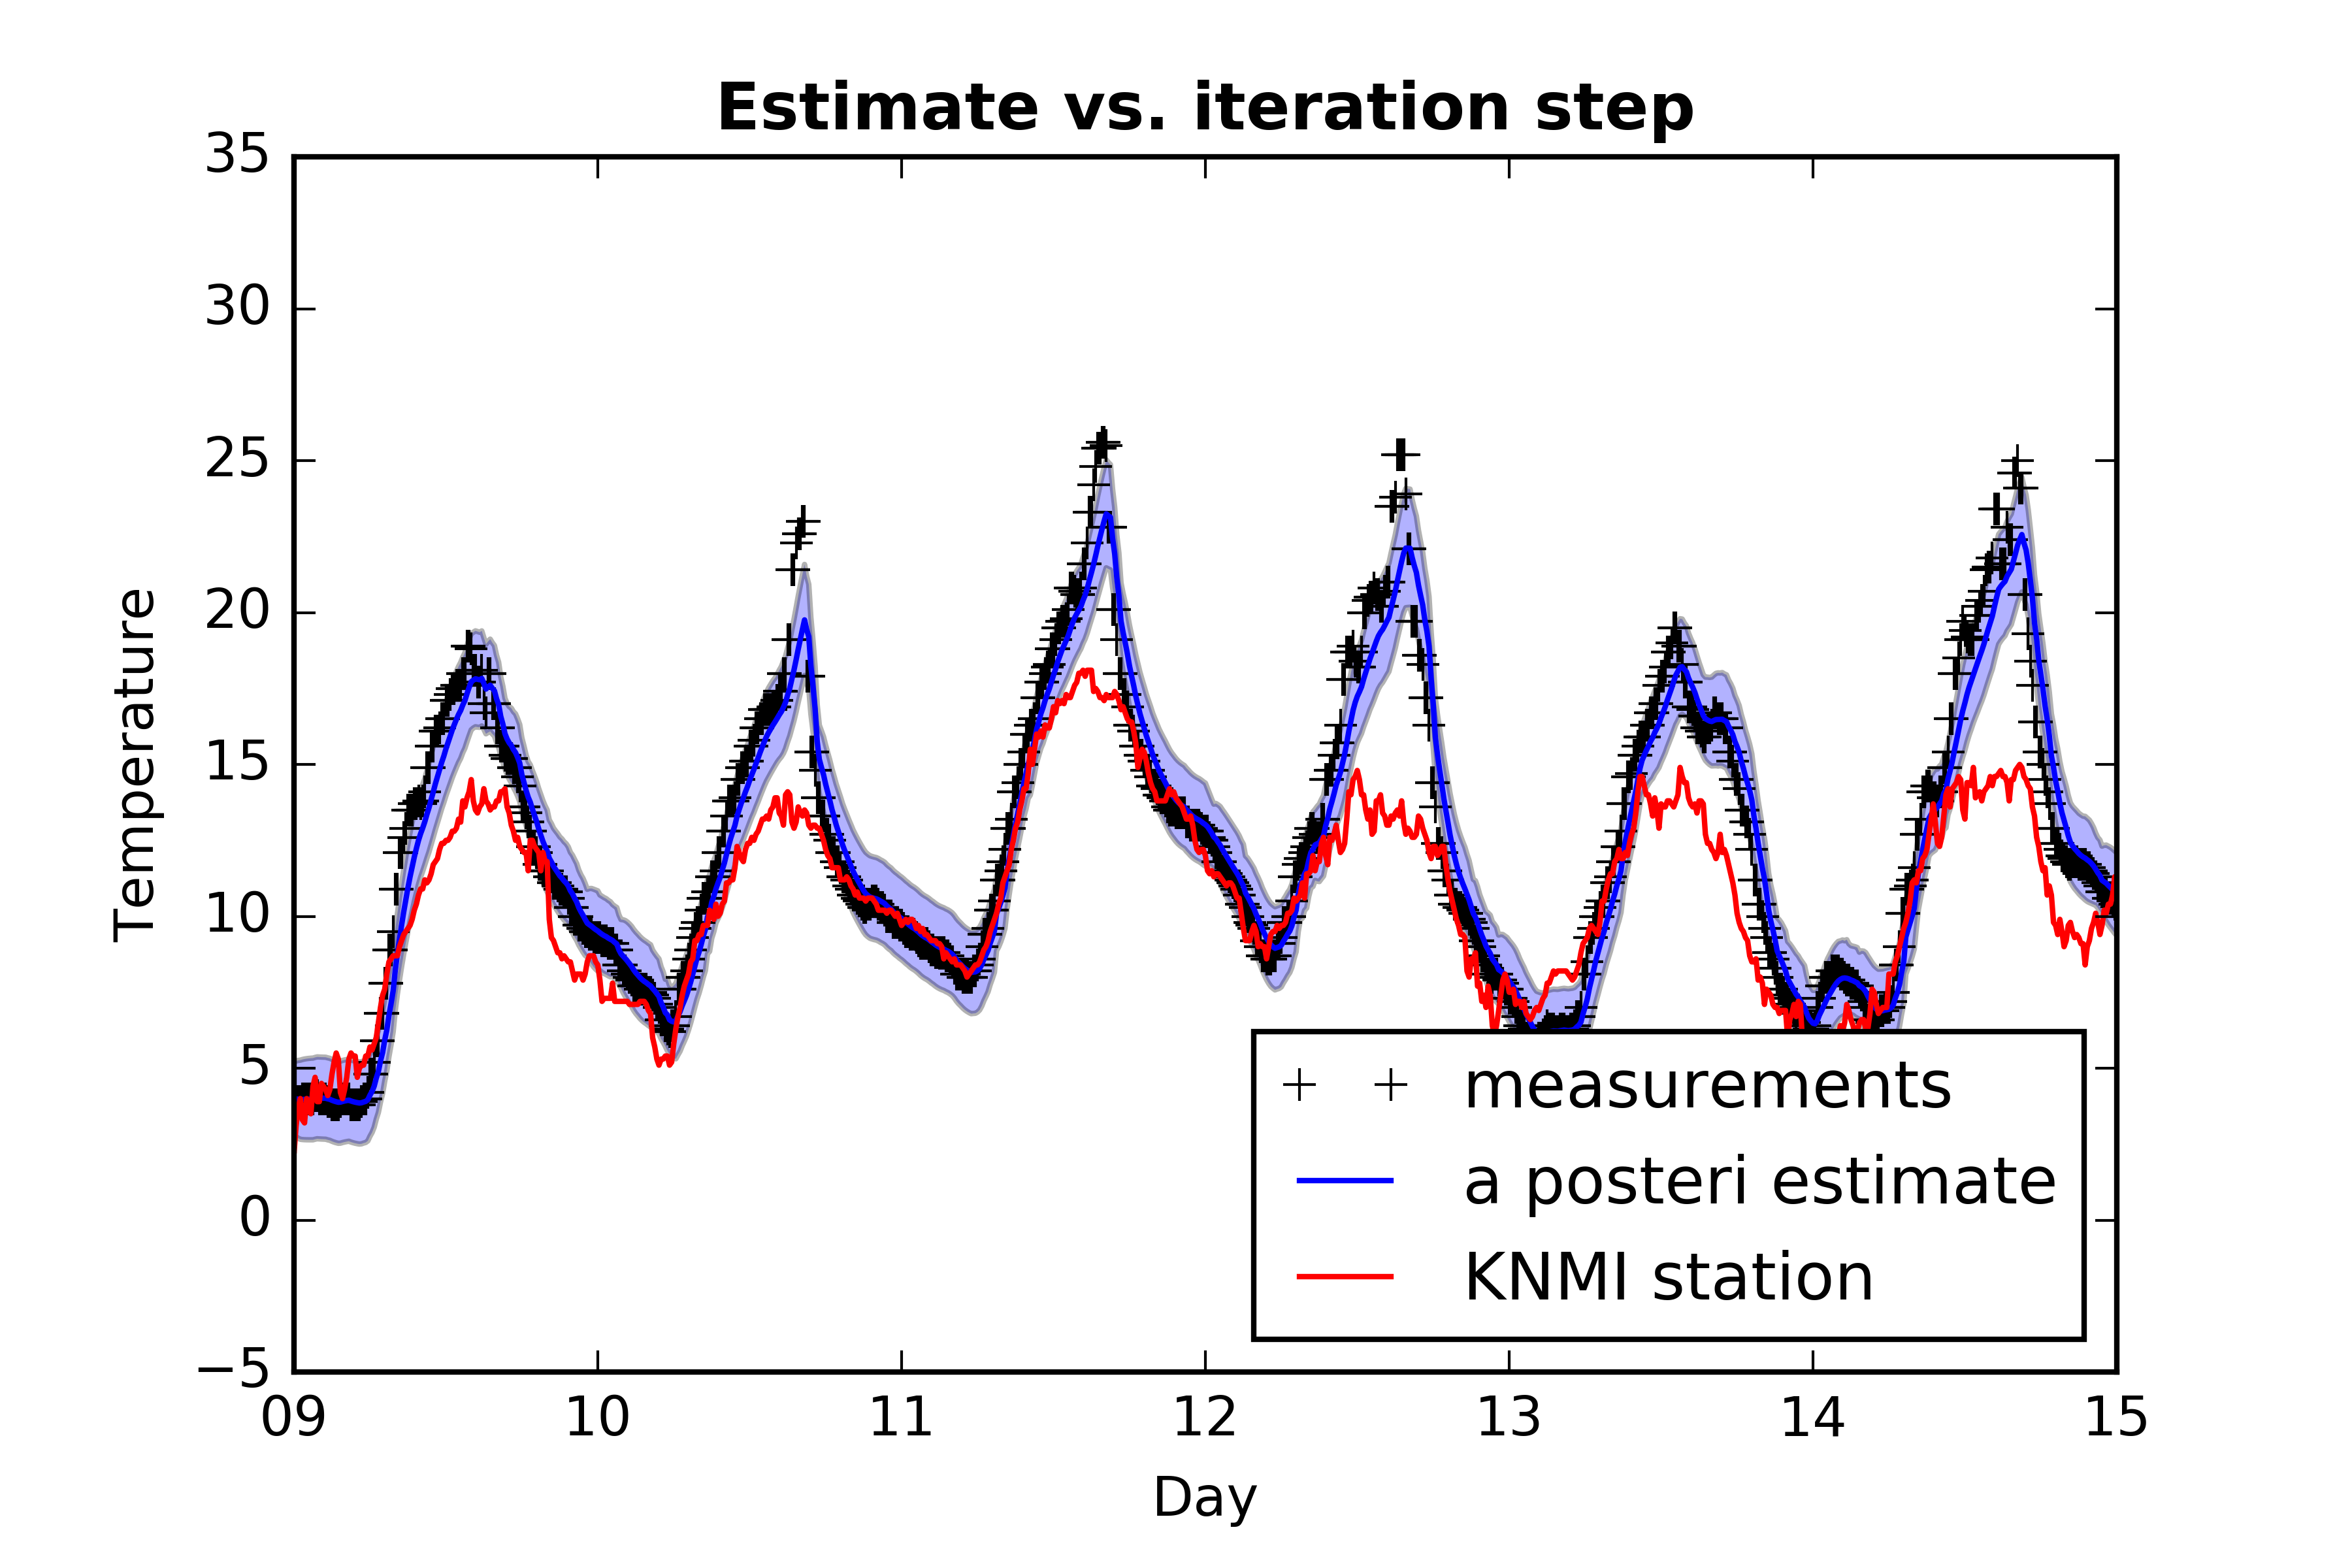 Estimate vs. iteration step
35
30
25
20
15
10
5
0
−5
Temperature
09 10 11 12 13 14 15
Day
measurements
a posteri estimate
KNMI station